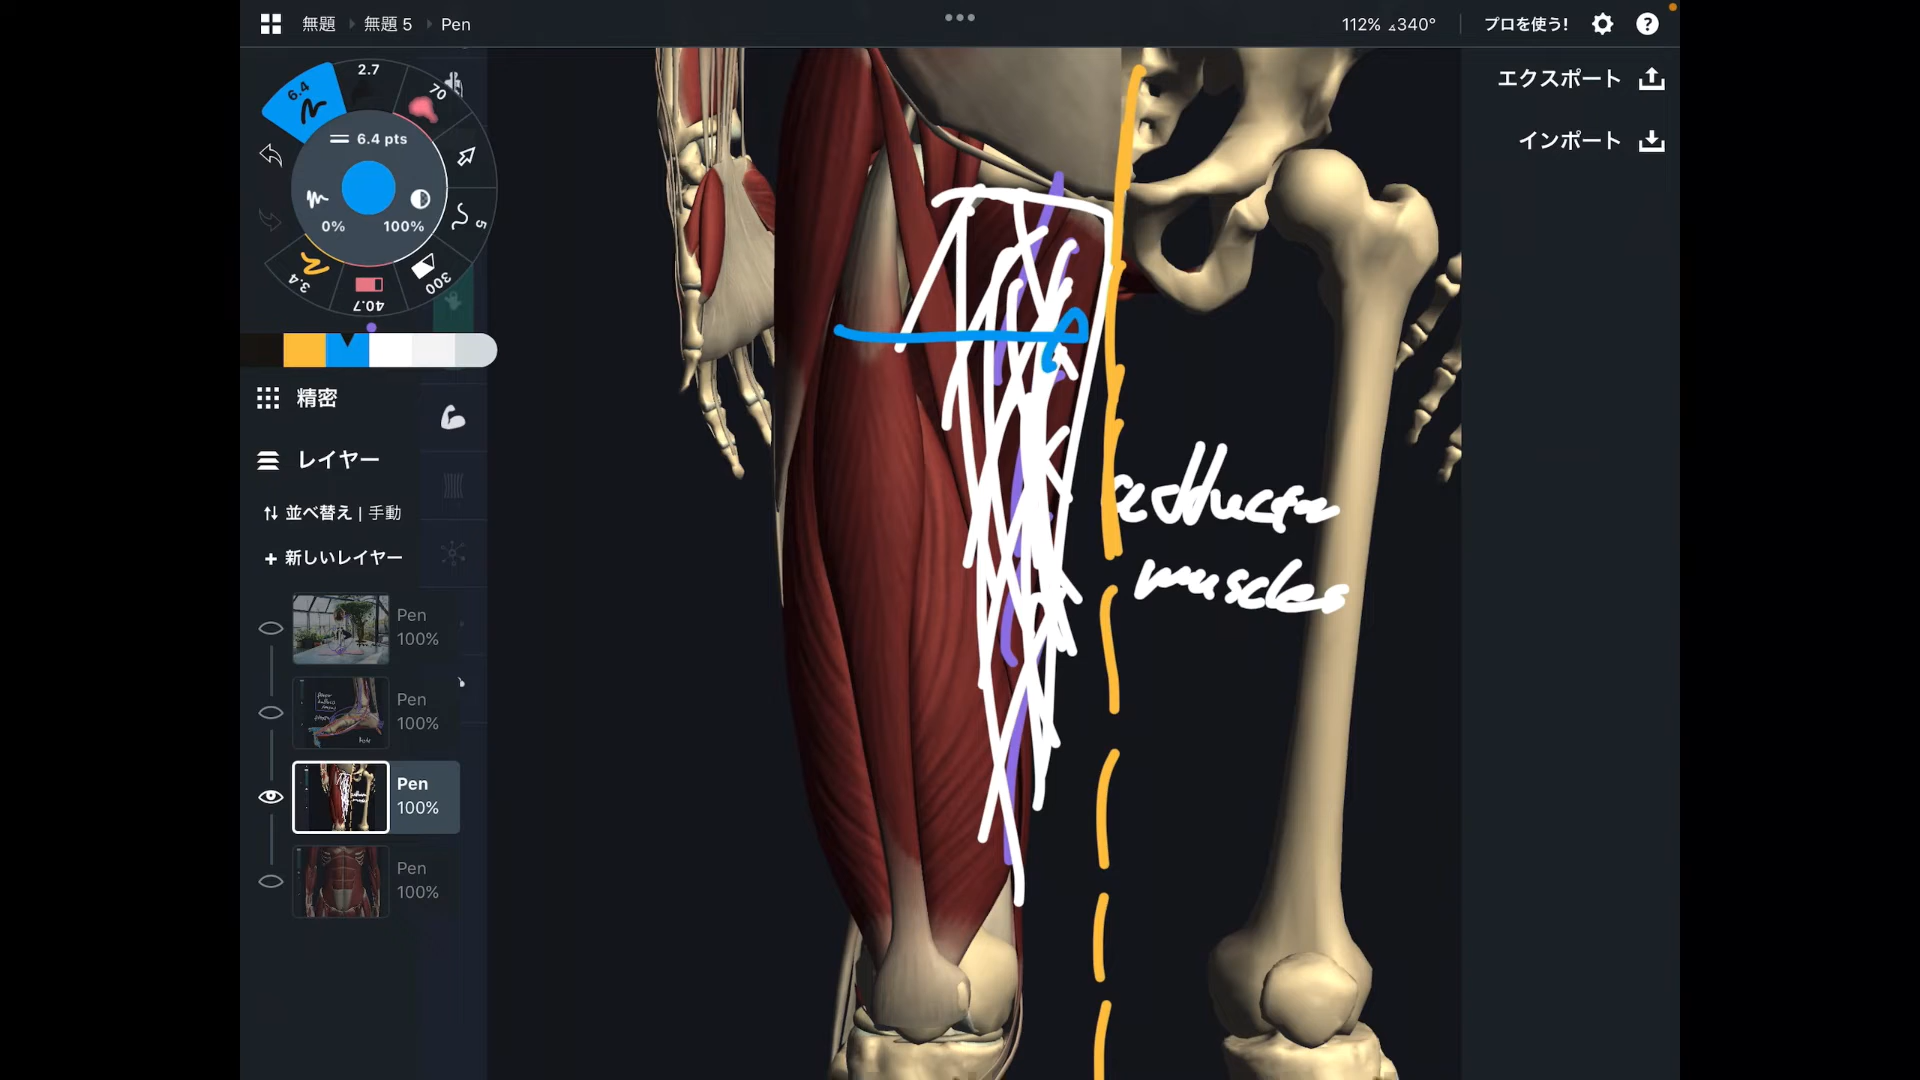 無題 無題 5 Pen
112% ⦟340°
プロを使う!
エクスポート
インポート
2.7
6.4
70
6.4 pts
0% 100%
5
3.4
40.7
300
精密
レイヤー
並べ替え | 手動
+ 新しいレイヤー
Pen
100%
Pen
100%
Pen
100%
Pen
100%
adductor
muscles